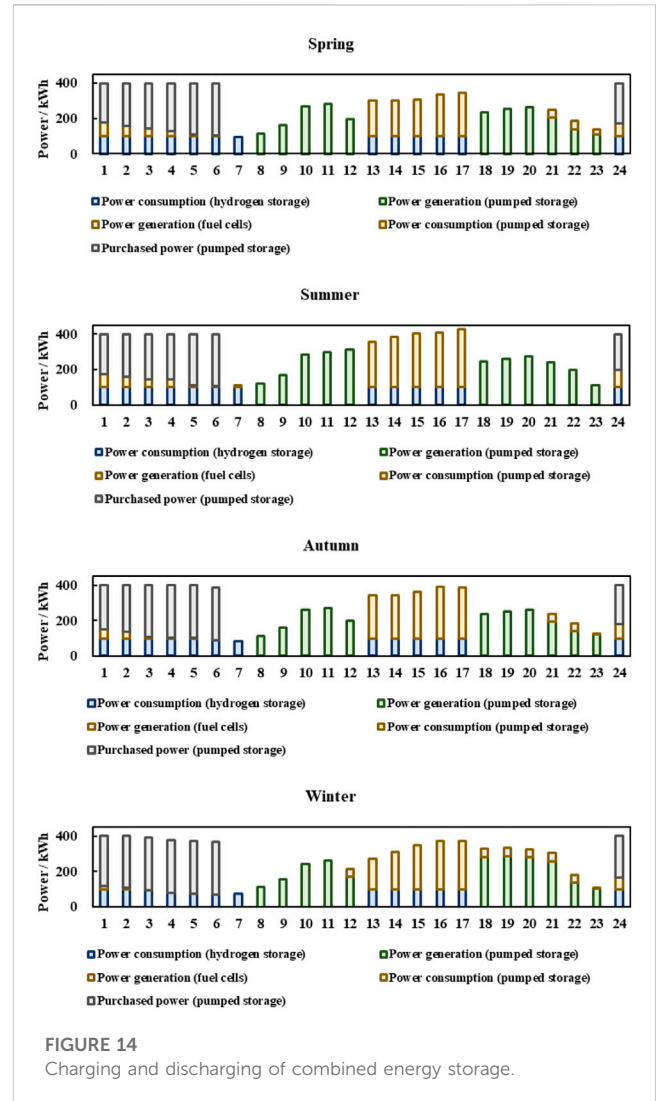 Spring
Power / kWh
400
200
0
1 2 3 4 5 6 7 8 9 10 11 12 13 14 15 16 17 18 19 20 21 22 23 24
Power consumption (hydrogen storage) Power generation (pumped storage)
Power generation (fuel cells) Power consumption (pumped storage)
Purchased power (pumped storage)
Summer
Power / kWh
400
200
0
1 2 3 4 5 6 7 8 9 10 11 12 13 14 15 16 17 18 19 20 21 22 23 24
Power consumption (hydrogen storage) Power generation (pumped storage)
Power generation (fuel cells) Power consumption (pumped storage)
Purchased power (pumped storage)
Autumn
Power / kWh
400
200
0
1 2 3 4 5 6 7 8 9 10 11 12 13 14 15 16 17 18 19 20 21 22 23 24
Power consumption (hydrogen storage) Power generation (pumped storage)
Power generation (fuel cells) Power consumption (pumped storage)
Purchased power (pumped storage)
Winter
Power / kWh
400
200
0
1 2 3 4 5 6 7 8 9 10 11 12 13 14 15 16 17 18 19 20 21 22 23 24
Power consumption (hydrogen storage) Power generation (pumped storage)
Power generation (fuel cells) Power consumption (pumped storage)
Purchased power (pumped storage)
FIGURE 14
Charging and discharging of combined energy storage.